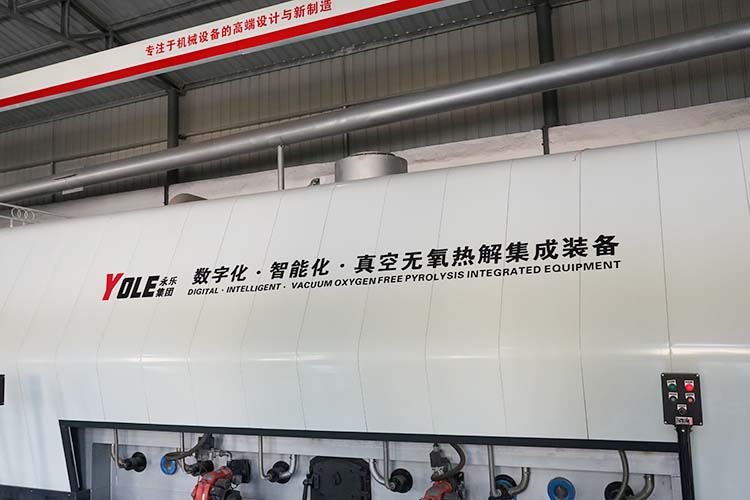 专注于机械设备的高端设计与新制造
YOLE 永乐集团
数字化·智能化·真空无氧热解集成装备
DIGITAL · INTELLIGENT · VACUUM OXYGEN FREE PYROLYSIS INTEGRATED EQUIPMENT